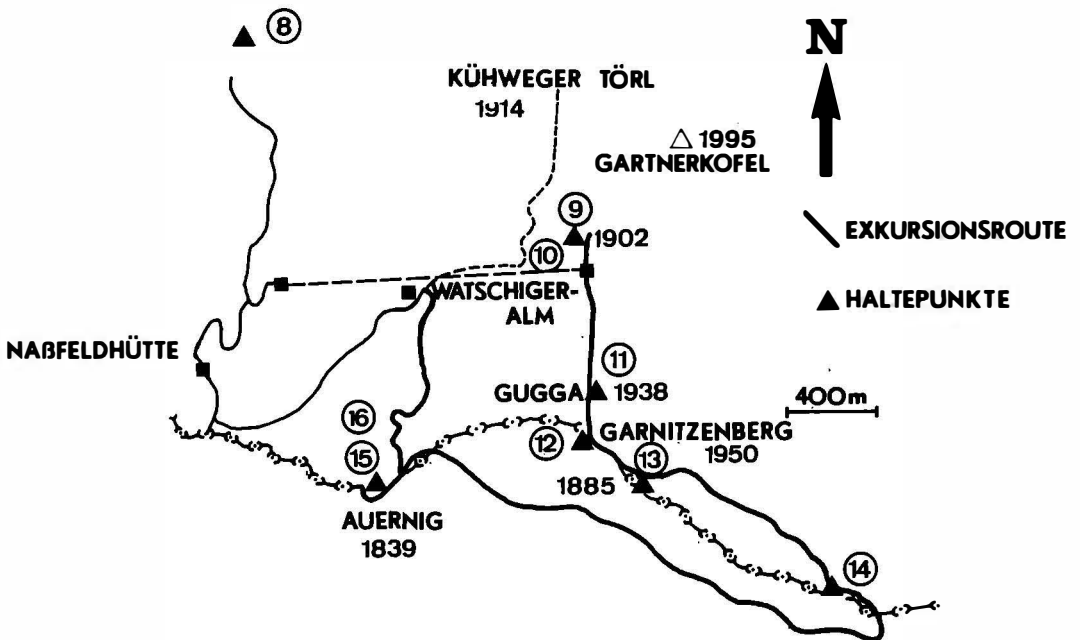 8
N
KÜHWEGER TÖRL
1914
1995
GARTNERKOFEL
9
1902
EXKURSIONSROUTE
10
WATSCHIGER-
ALM
HALTEPUNKTE
NAßFELDHÜTTE
11
GUGGA 1938
400m
16
12
GARNITZENBERG
1950
15
13
1885
AUERNIG
1839
14